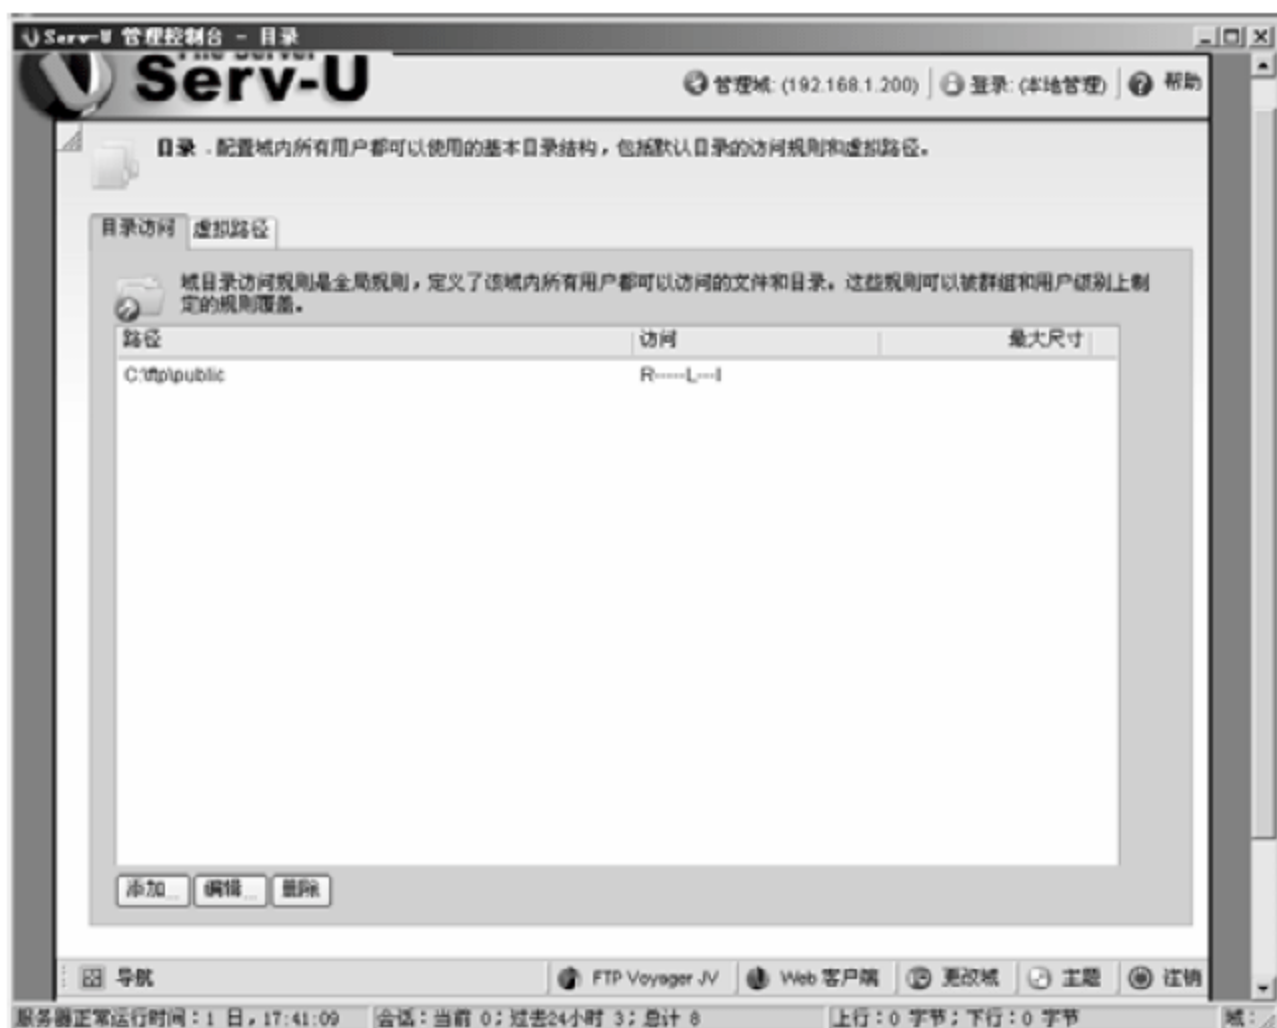 Serv-U 管理控制台 - 目录
Serv-U
管理域: (192.168.1.200)
登录: (本地管理)
帮助
目录 - 配置域内所有用户都可以使用的基本目录结构，包括默认目录的访问规则和虚拟路径。
目录访问 虚拟路径
域目录访问规则是全局规则，定义了该域内所有用户都可以访问的文件和目录。这些规则可以被群组和用户级别上制
定的规则覆盖。
路径 访问 最大尺寸
C:\ftp\public R-----L---I
添加... 编辑... 删除
导航 FTP Voyager JV Web 客户端 更改域 主题 注销
服务器正常运行时间：1 日，17:41:09 会话：当前 0；过去24小时 3；总计 8 上行：0 字节；下行：0 字节 域：